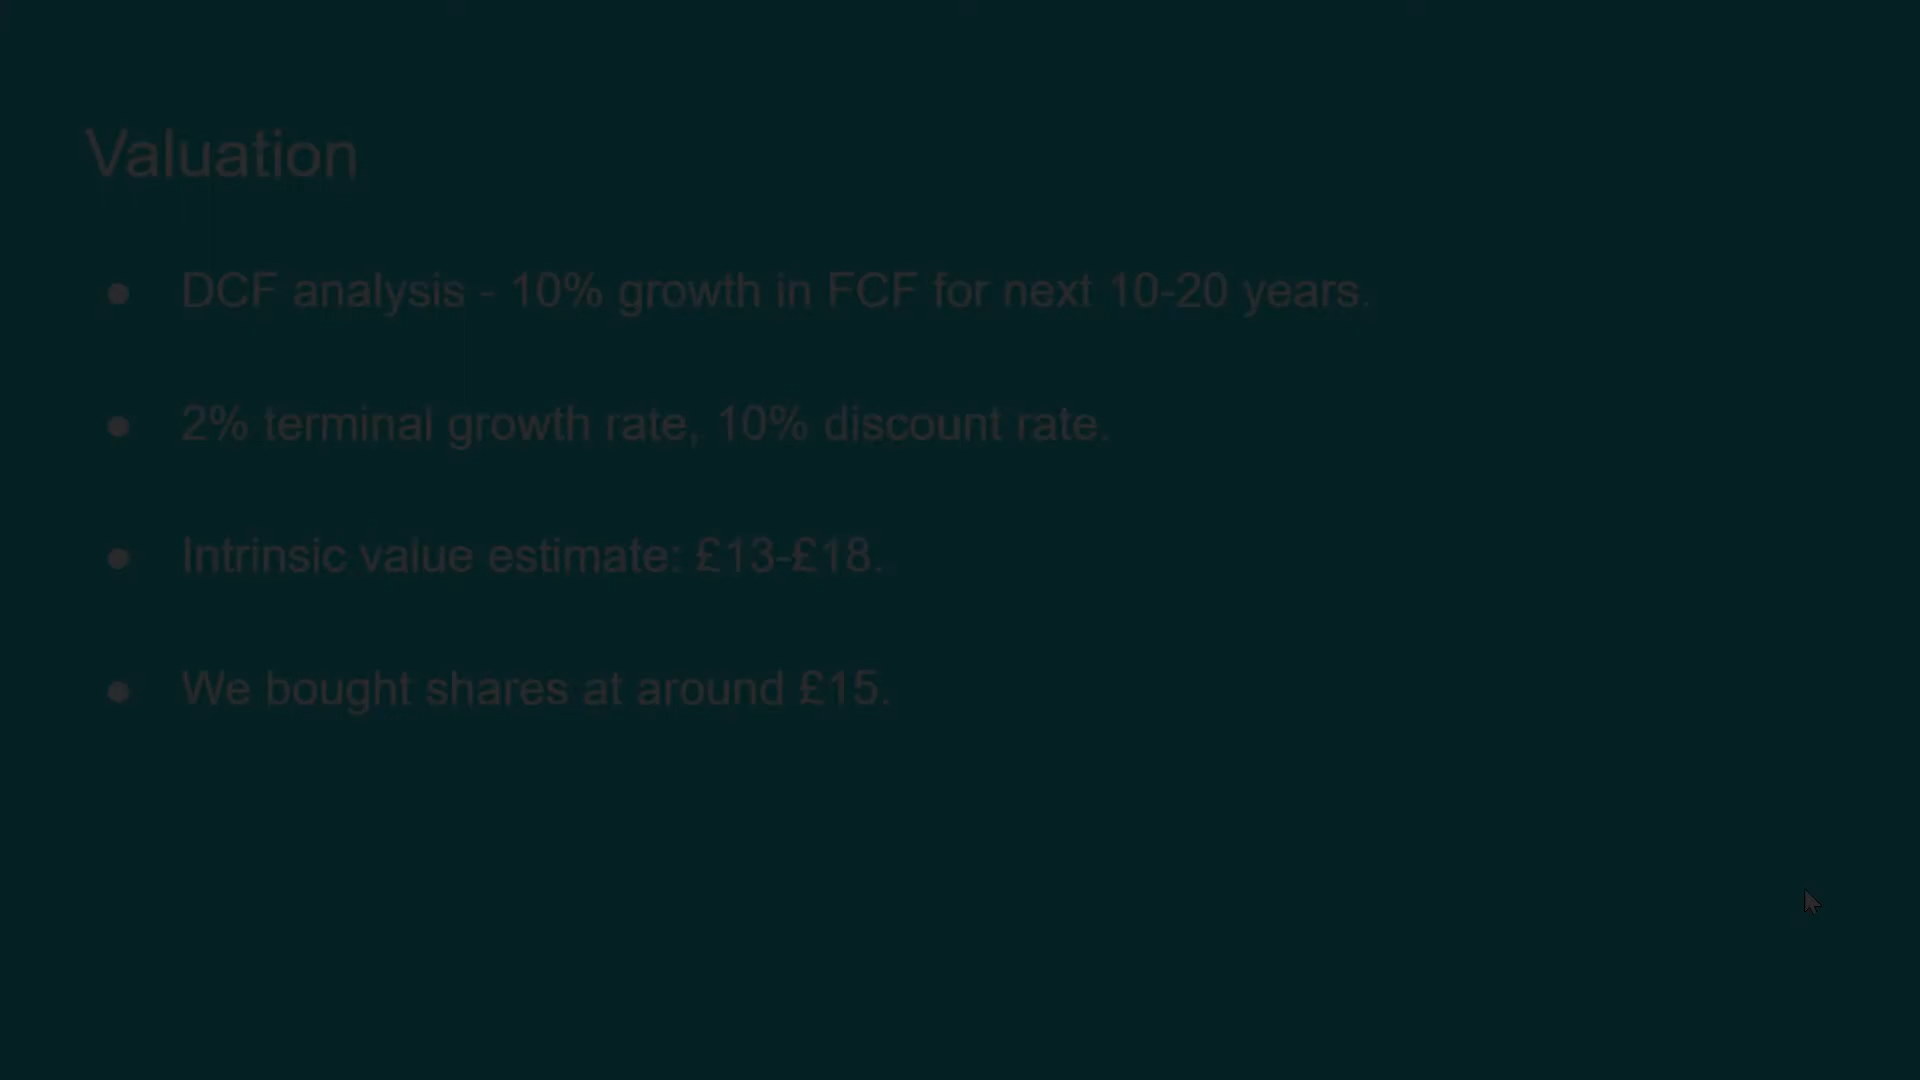 Valuation
● DCF analysis - 10% growth in FCF for next 10-20 years.
● 2% terminal growth rate, 10% discount rate.
● Intrinsic value estimate: £13-£18.
● We bought shares at around £15.